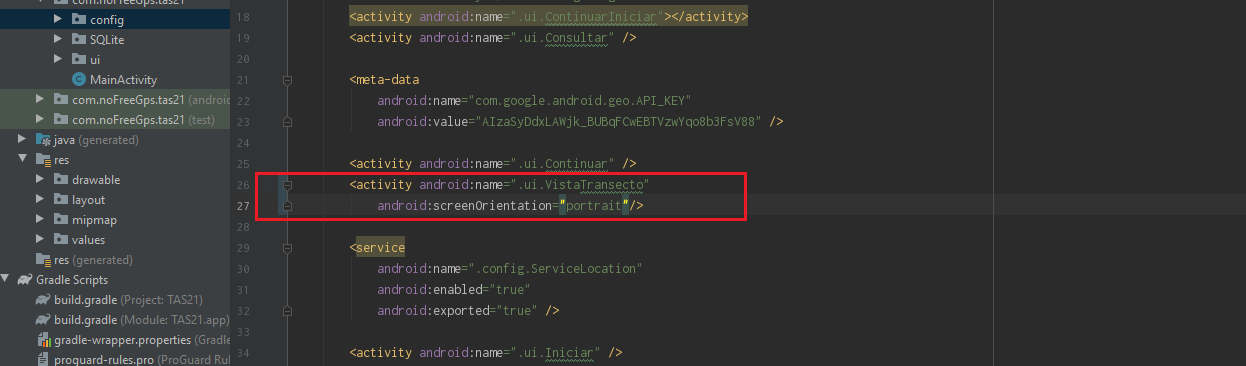 com.noFreeGps.tas21
config
SQLite
ui
MainActivity
com.noFreeGps.tas21 (androi
com.noFreeGps.tas21 (test)
java (generated)
res
drawable
layout
mipmap
values
res (generated)
Gradle Scripts
build.gradle (Project: TAS21)
build.gradle (Module: TAS21.app)
gradle-wrapper.properties (Gradle
proguard-rules.pro (ProGuard Rul
18 <activity android:name=".ui.ContinuarIniciar"></activity>
19 <activity android:name=".ui.Consultar" />
20
21 <meta-data
22 android:name="com.google.android.geo.API_KEY"
23 android:value="AIzaSyDdxLAWjk_BUBqFCwEBTVzwYqo8b3FsV88" />
24
25 <activity android:name=".ui.Continuar" />
26 <activity android:name=".ui.VistaTransecto"
27 android:screenOrientation="portrait"/>
28
29 <service
30 android:name=".config.ServiceLocation"
31 android:enabled="true"
32 android:exported="true" />
33
34 <activity android:name=".ui.Iniciar" />